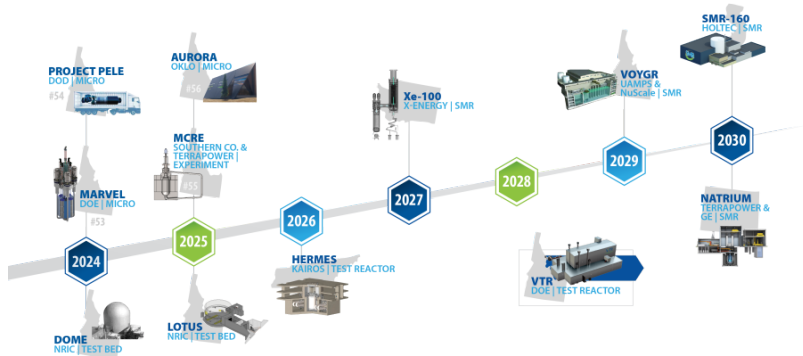 PROJECT PELE
DOD | MICRO
#54
MARVEL
DOE | MICRO
#53
2024
DOME
NRIC | TEST BED
AURORA
OKLO | MICRO
#56
MCRE
SOUTHERN CO. &
TERRAPOWER |
EXPERIMENT
#55
2025
LOTUS
NRIC | TEST BED
2026
HERMES
KAIROS | TEST REACTOR
Xe-100
X-ENERGY | SMR
2027
2028
VTR
DOE | TEST REACTOR
VOYGR
UAMPS &
NuScale | SMR
2029
SMR-160
HOLTEC | SMR
2030
NATRIUM
TERRAPOWER &
GE | SMR